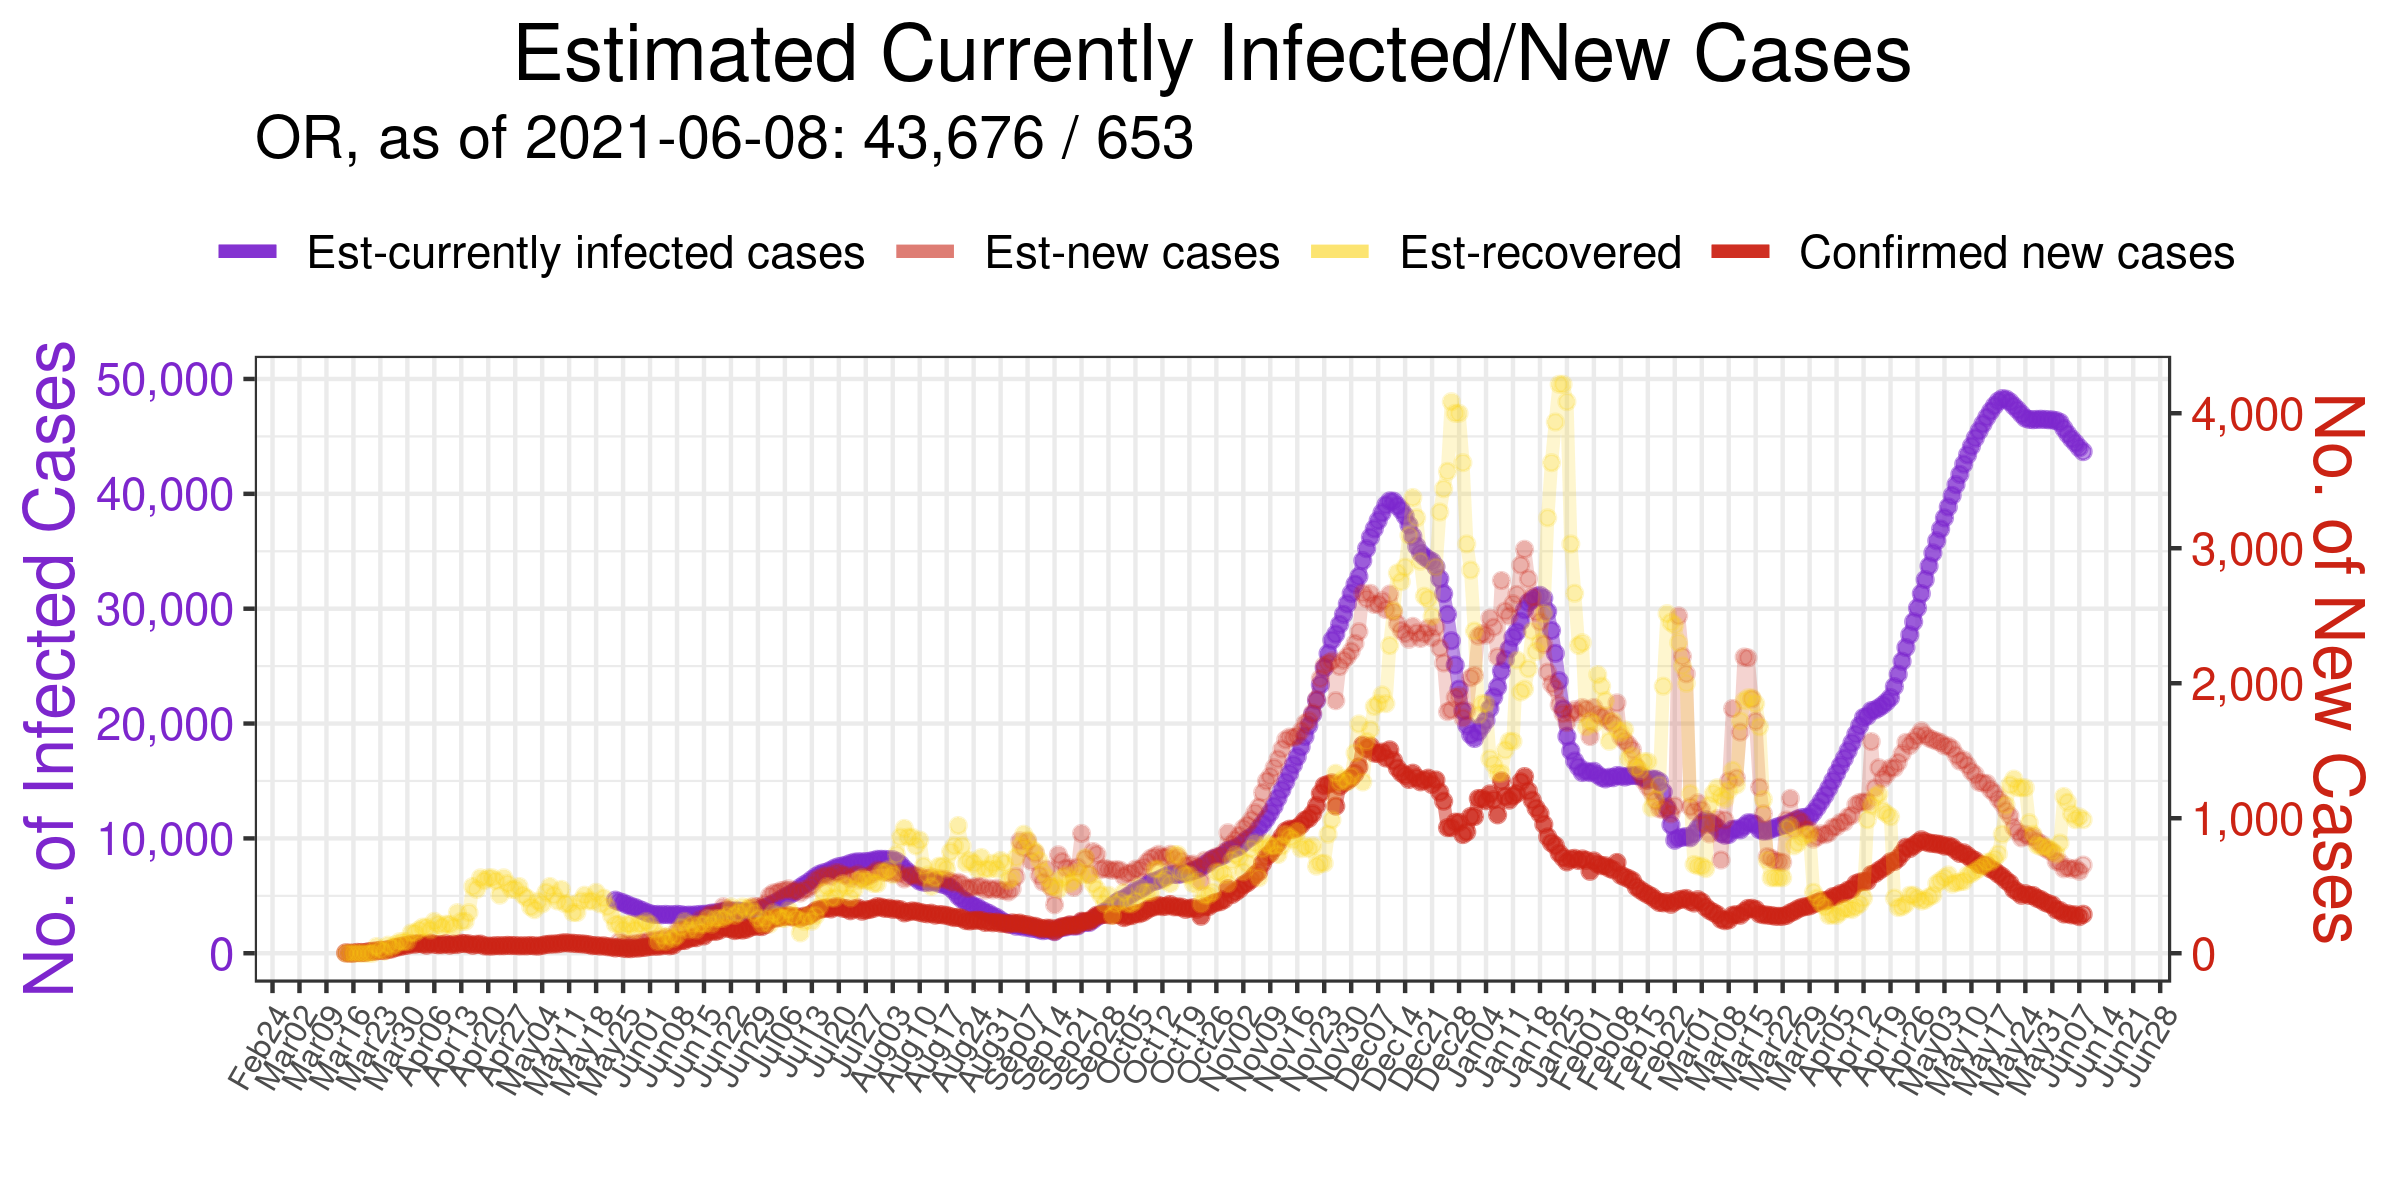 Estimated Currently Infected/New Cases
OR, as of 2021-06-08: 43,676 / 653
Est-currently infected cases Est-new cases Est-recovered Confirmed new cases
No. of Infected Cases
50,000
40,000
30,000
20,000
10,000
0
4,000
3,000
2,000
1,000
0
No. of New Cases
Feb24
Mar02
Mar09
Mar16
Mar23
Mar30
Apr06
Apr13
Apr20
Apr27
May04
May11
May18
May25
Jun01
Jun08
Jun15
Jun22
Jun29
Jul06
Jul13
Jul20
Jul27
Aug03
Aug10
Aug17
Aug24
Aug31
Sep07
Sep14
Sep21
Sep28
Oct05
Oct12
Oct19
Oct26
Nov02
Nov09
Nov16
Nov23
Nov30
Dec07
Dec14
Dec21
Dec28
Jan04
Jan11
Jan18
Jan25
Feb01
Feb08
Feb15
Feb22
Mar01
Mar08
Mar15
Mar22
Mar29
Apr05
Apr12
Apr19
Apr26
May03
May10
May17
May24
May31
Jun07
Jun14
Jun21
Jun28